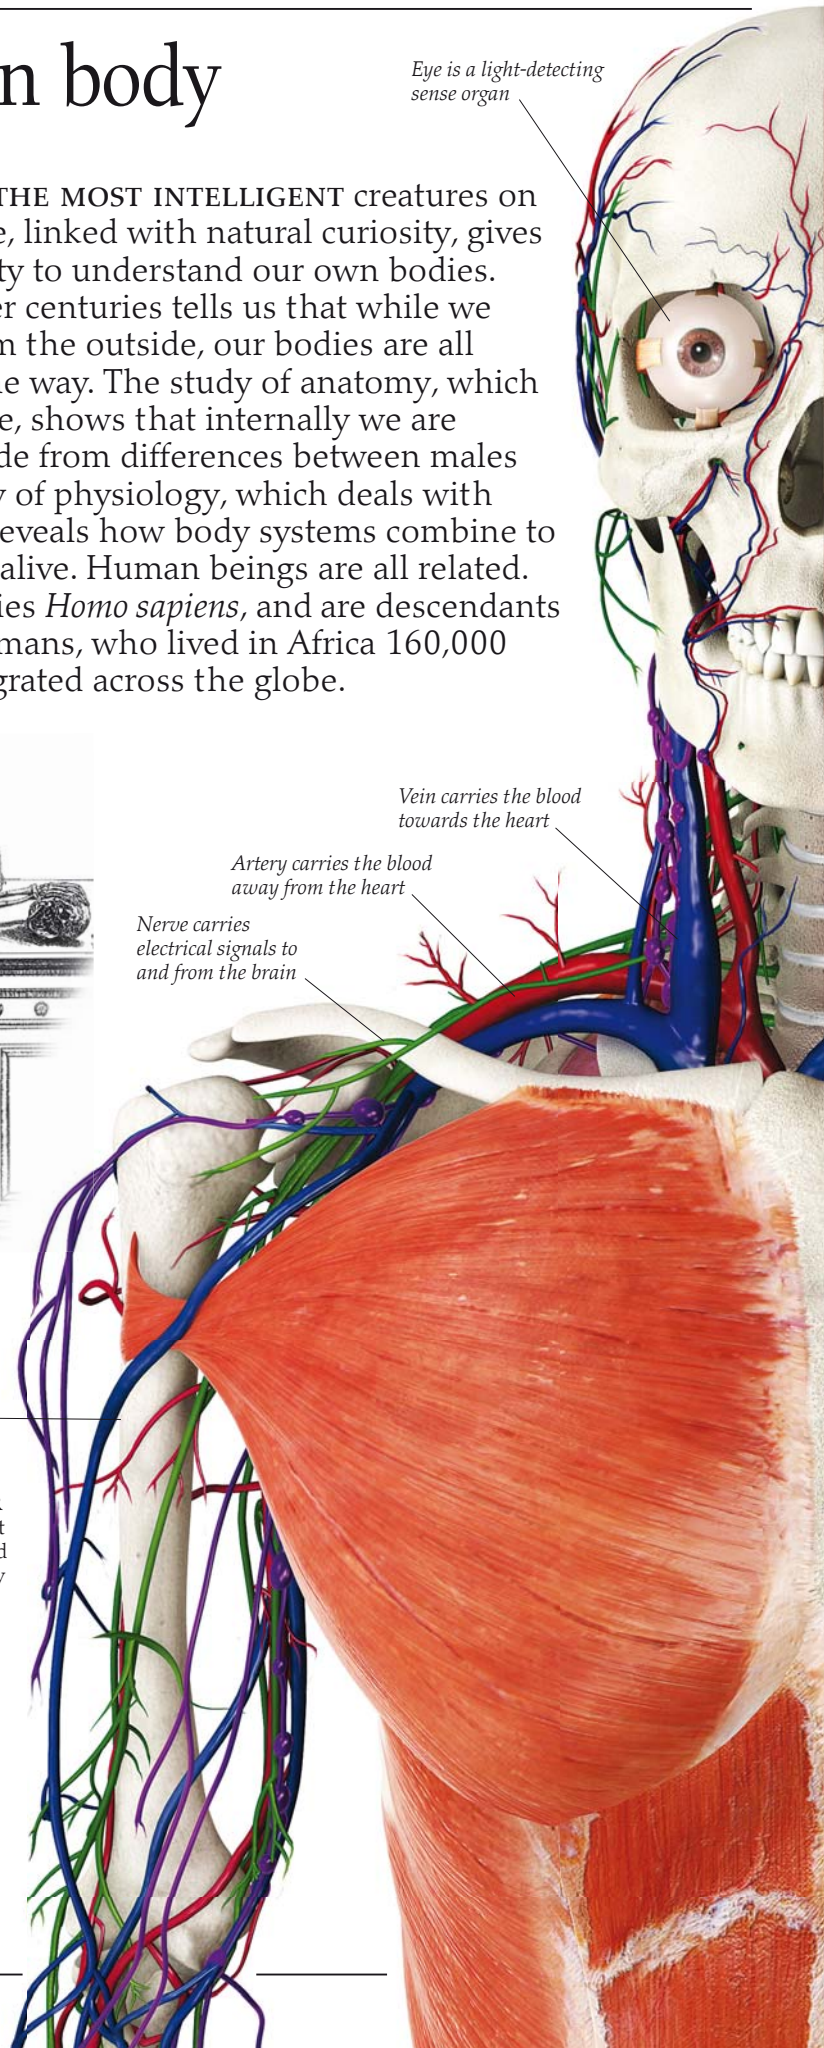 n body
THE MOST INTELLIGENT creatures on
e, linked with natural curiosity, gives
ty to understand our own bodies.
er centuries tells us that while we
m the outside, our bodies are all
e way. The study of anatomy, which
e, shows that internally we are
de from differences between males
y of physiology, which deals with
eveals how body systems combine to
alive. Human beings are all related.
ies Homo sapiens, and are descendants
mans, who lived in Africa 160,000
grated across the globe.
Eye is a light-detecting
sense organ
Vein carries the blood
towards the heart
Artery carries the blood
away from the heart
Nerve carries
electrical signals to
and from the brain
t
d
y